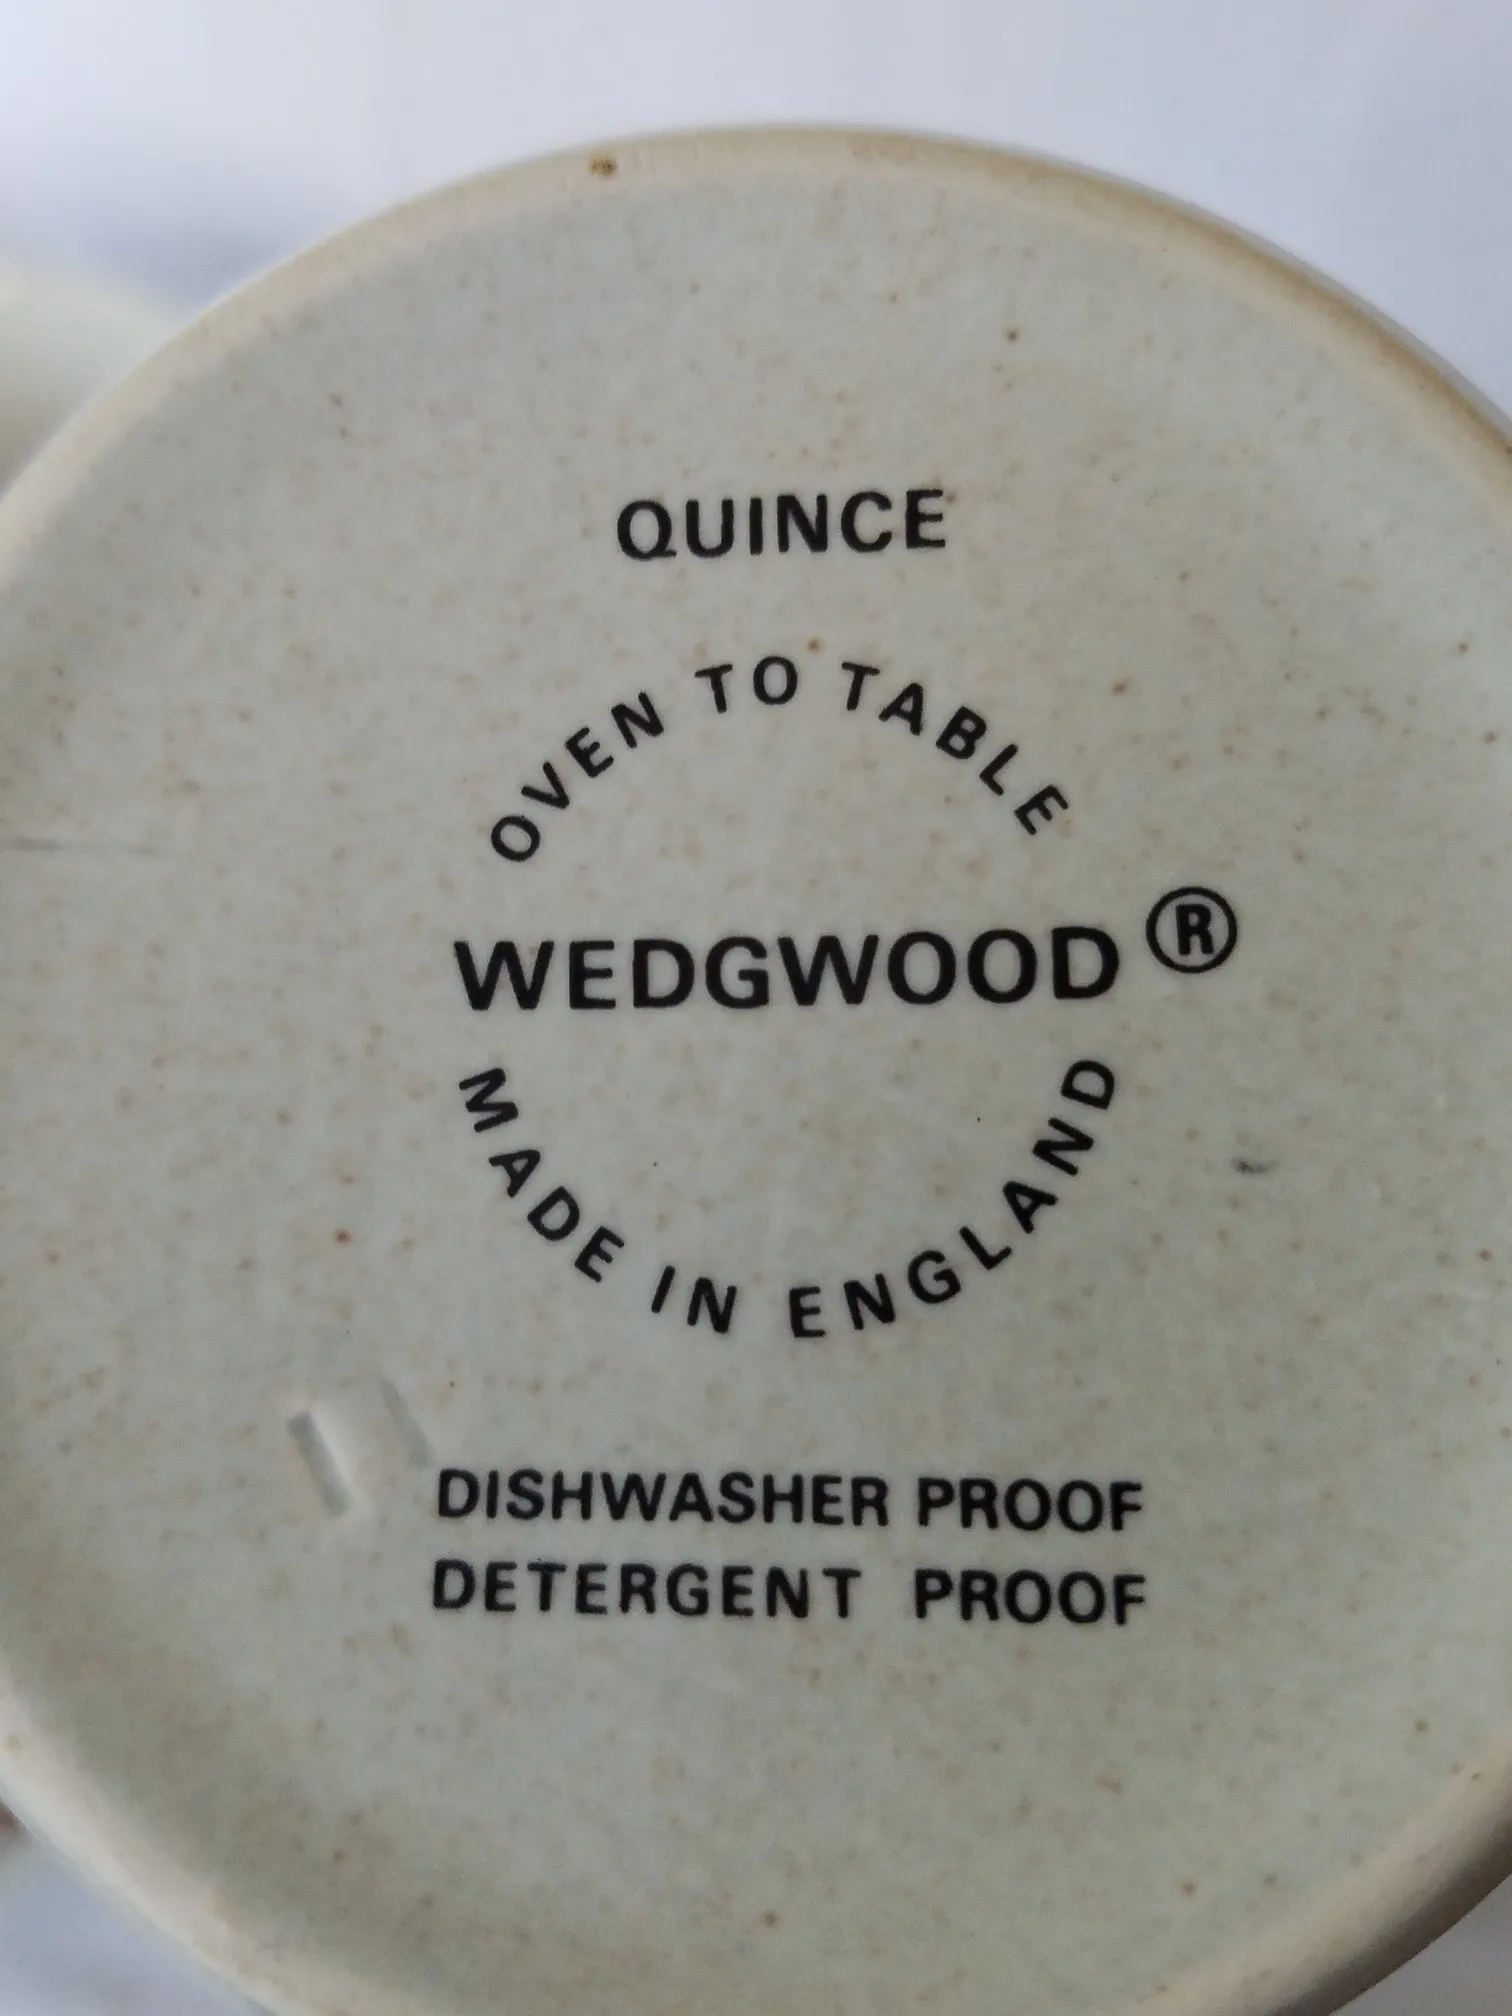 QUINCE
OVEN TO TABLE
WEDGWOOD ®
MADE IN ENGLAND
DISHWASHER PROOF
DETERGENT PROOF